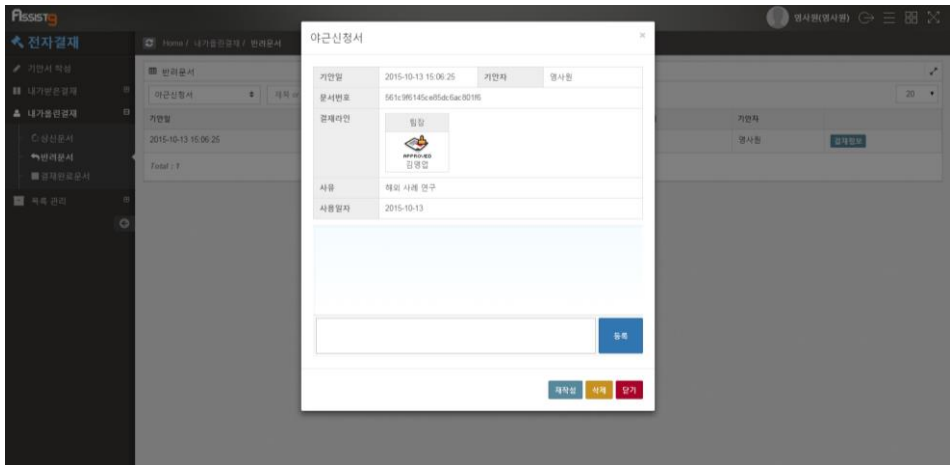 Assist9
영사원(영사원)
전자결재
Home / 내가올린결재 / 반려문서
기안서 작성
내가받은결재
내가올린결재
상신문서
반려문서
결재완료문서
목록 관리
반려문서
야근신청서
제목
20
기안일
기안자
2015-10-13 15:06:25
영사원
결재정보
Total : 1
야근신청서
×
기안일 2015-10-13 15:06:25 기안자 영사원
문서번호 561c9f6145ce85dc6ac801f6
결재라인
팀장
APPROVED
김영업
사유 해외 사례 연구
사용일자 2015-10-13
등록
재작성 삭제 닫기